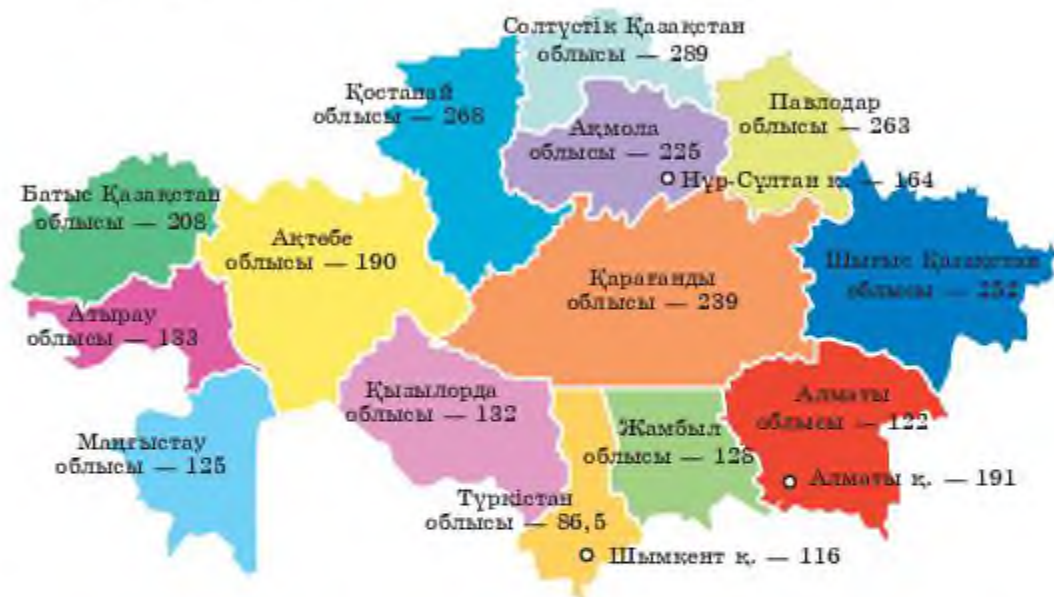 Солтүстік Қазақстан
облысы — 289
Қостанай
облысы — 268
Павлодар
облысы — 263
Ақмола
облысы — 225
Нұр-Сұлтан қ. — 164
Батыс Қазақстан
облысы — 208
Ақтөбе
облысы — 190
Қарағанды
облысы — 239
Шығыс Қазақстан
облысы — 252
Атырау
облысы — 133
Қызылорда
облысы — 132
Алматы
облысы — 122
Маңғыстау
облысы — 125
Жамбыл
облысы — 128
Алматы қ. — 191
Түркістан
облысы — 86,5
Шымкент қ. — 116